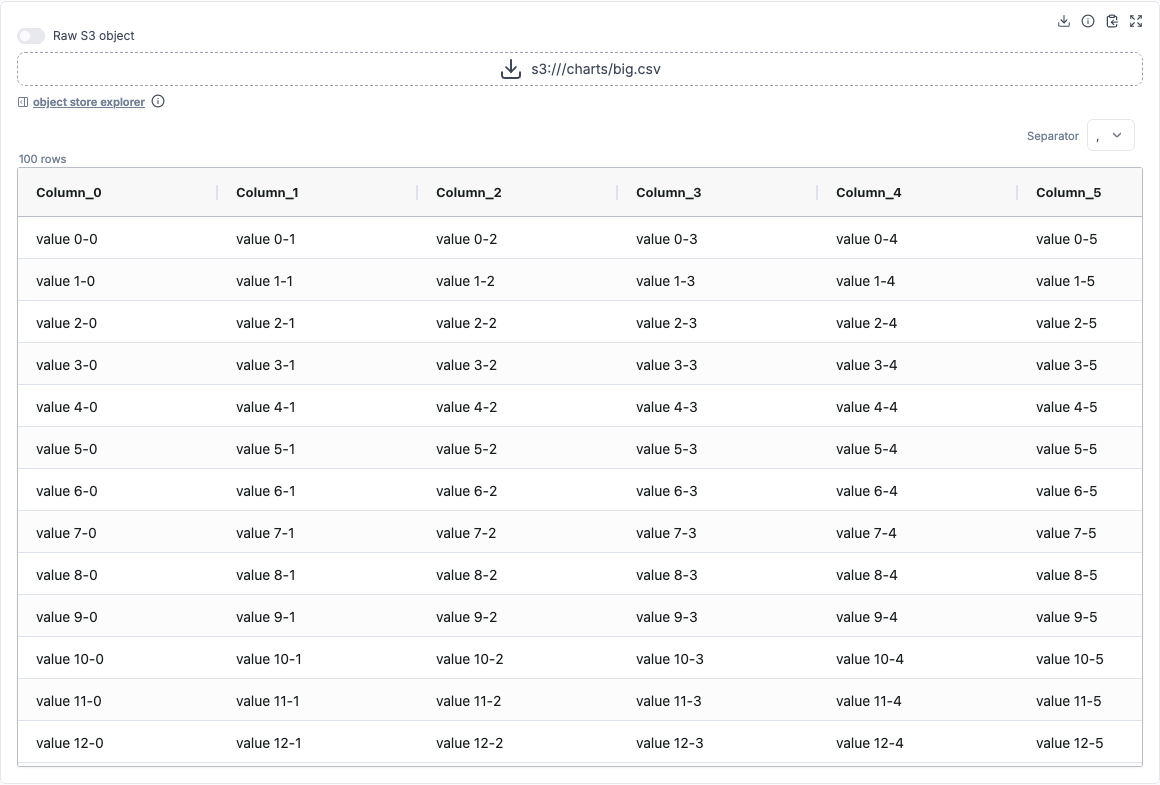 Raw S3 object
s3:///charts/big.csv
object store explorer
Separator ,
100 rows
Column_0 Column_1 Column_2 Column_3 Column_4 Column_5
value 0-0 value 0-1 value 0-2 value 0-3 value 0-4 value 0-5
value 1-0 value 1-1 value 1-2 value 1-3 value 1-4 value 1-5
value 2-0 value 2-1 value 2-2 value 2-3 value 2-4 value 2-5
value 3-0 value 3-1 value 3-2 value 3-3 value 3-4 value 3-5
value 4-0 value 4-1 value 4-2 value 4-3 value 4-4 value 4-5
value 5-0 value 5-1 value 5-2 value 5-3 value 5-4 value 5-5
value 6-0 value 6-1 value 6-2 value 6-3 value 6-4 value 6-5
value 7-0 value 7-1 value 7-2 value 7-3 value 7-4 value 7-5
value 8-0 value 8-1 value 8-2 value 8-3 value 8-4 value 8-5
value 9-0 value 9-1 value 9-2 value 9-3 value 9-4 value 9-5
value 10-0 value 10-1 value 10-2 value 10-3 value 10-4 value 10-5
value 11-0 value 11-1 value 11-2 value 11-3 value 11-4 value 11-5
value 12-0 value 12-1 value 12-2 value 12-3 value 12-4 value 12-5